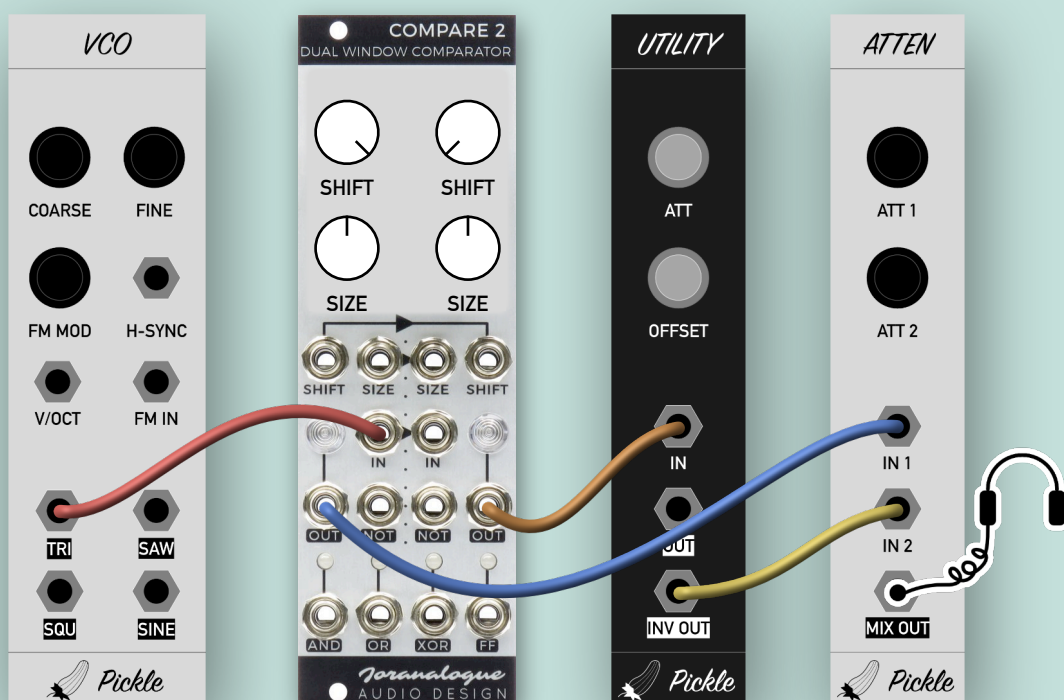 VCO
COARSE FINE
FM MOD H-SYNC
V/OCT FM IN
TRI SAW
SQU SINE
Pickle
COMPARE 2
DUAL WINDOW COMPARATOR
SHIFT SHIFT
SIZE SIZE
SHIFT SIZE SIZE SHIFT
IN IN
OUT NOT NOT OUT
AND OR XOR FF
Joranalogue
AUDIO DESIGN
UTILITY
ATT
OFFSET
IN
OUT
INV OUT
Pickle
ATTEN
ATT 1
ATT 2
IN 1
IN 2
MIX OUT
Pickle